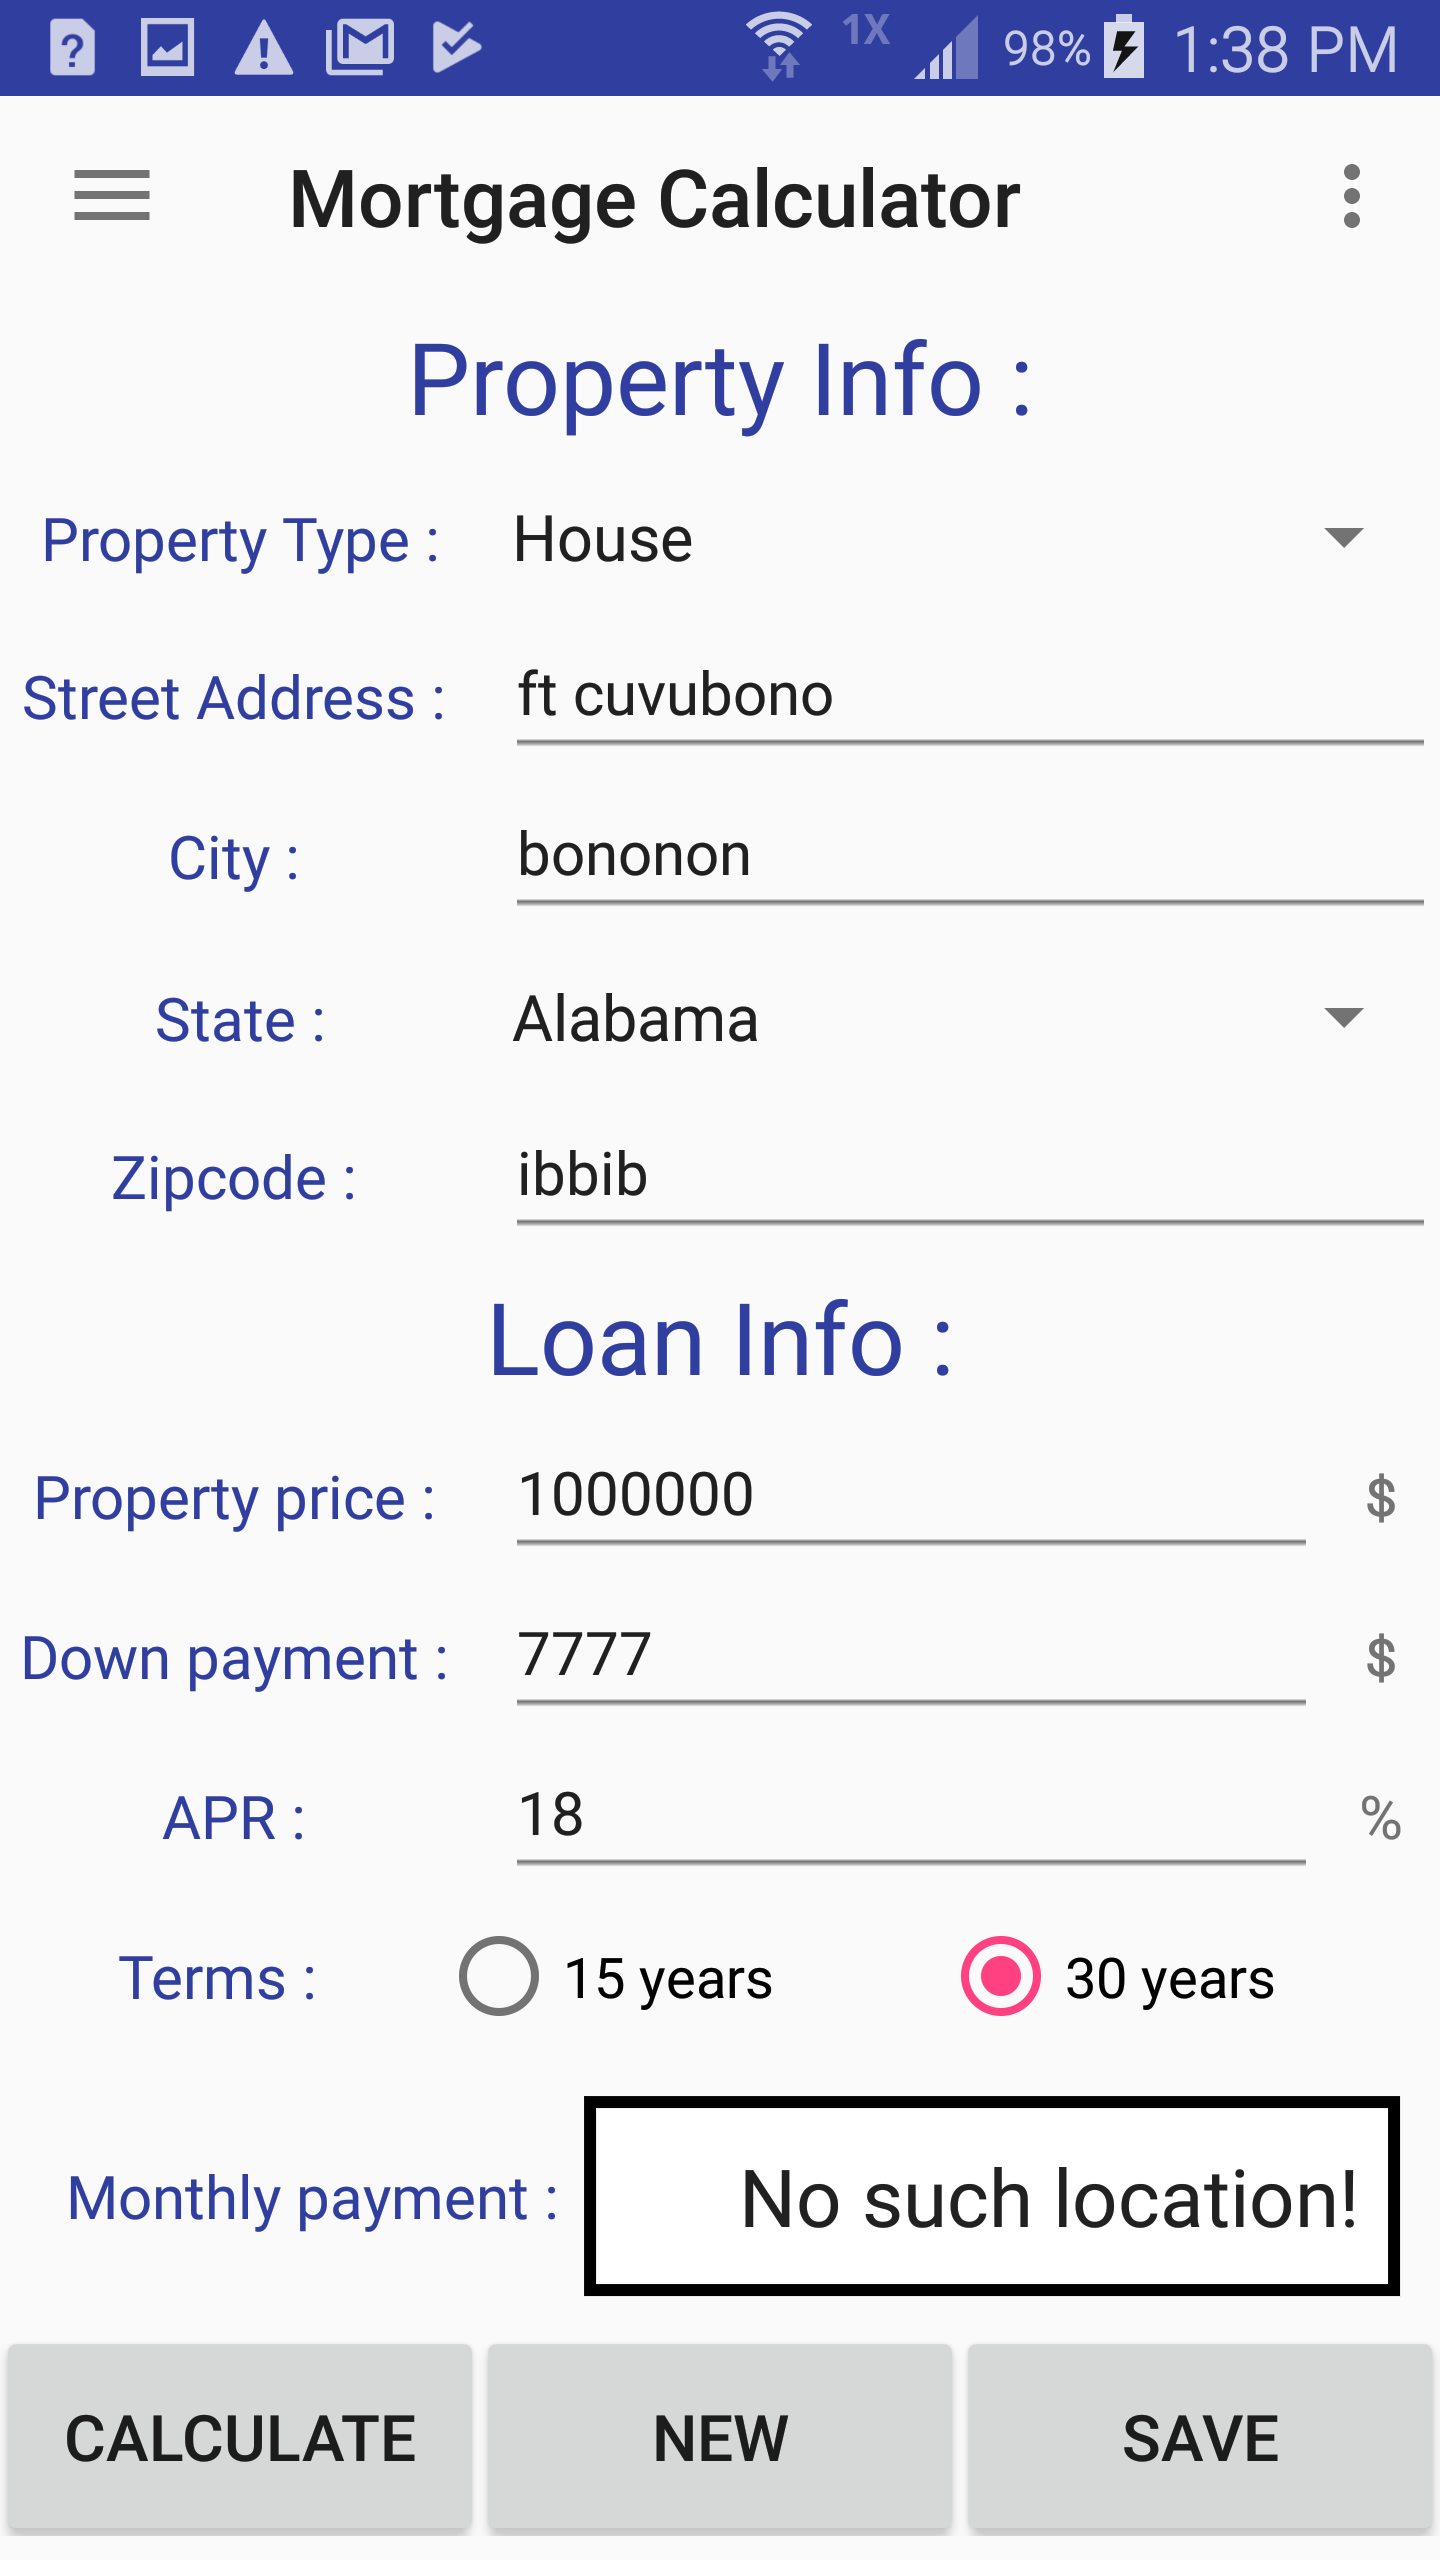 1X 98% 1:38 PM
Mortgage Calculator
Property Info :
Property Type : House
Street Address : ft cuvubono
City : bononon
State : Alabama
Zipcode : ibbib
Loan Info :
Property price : 1000000 $
Down payment : 7777 $
APR : 18 %
Terms : 15 years 30 years
Monthly payment : No such location!
CALCULATE NEW SAVE